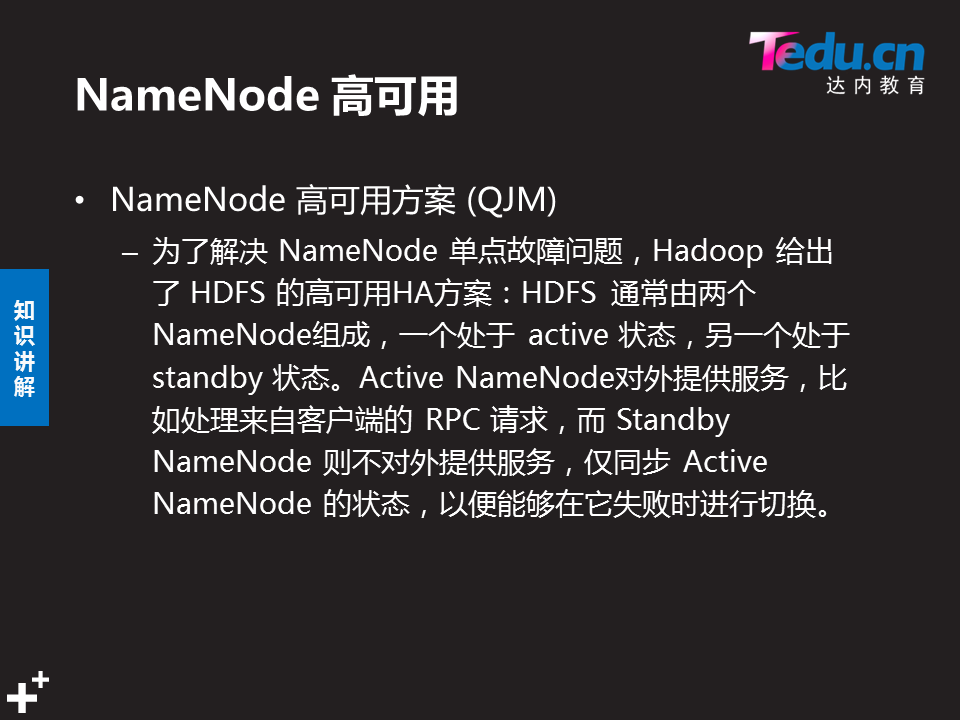 Tedu.cn
达内教育
NameNode 高可用
• NameNode 高可用方案 (QJM)
– 为了解决 NameNode 单点故障问题，Hadoop 给出
了 HDFS 的高可用HA方案：HDFS 通常由两个
NameNode组成，一个处于 active 状态，另一个处于
standby 状态。Active NameNode对外提供服务，比
如处理来自客户端的 RPC 请求，而 Standby
NameNode 则不对外提供服务，仅同步 Active
NameNode 的状态，以便能够在它失败时进行切换。
知
识
讲
解